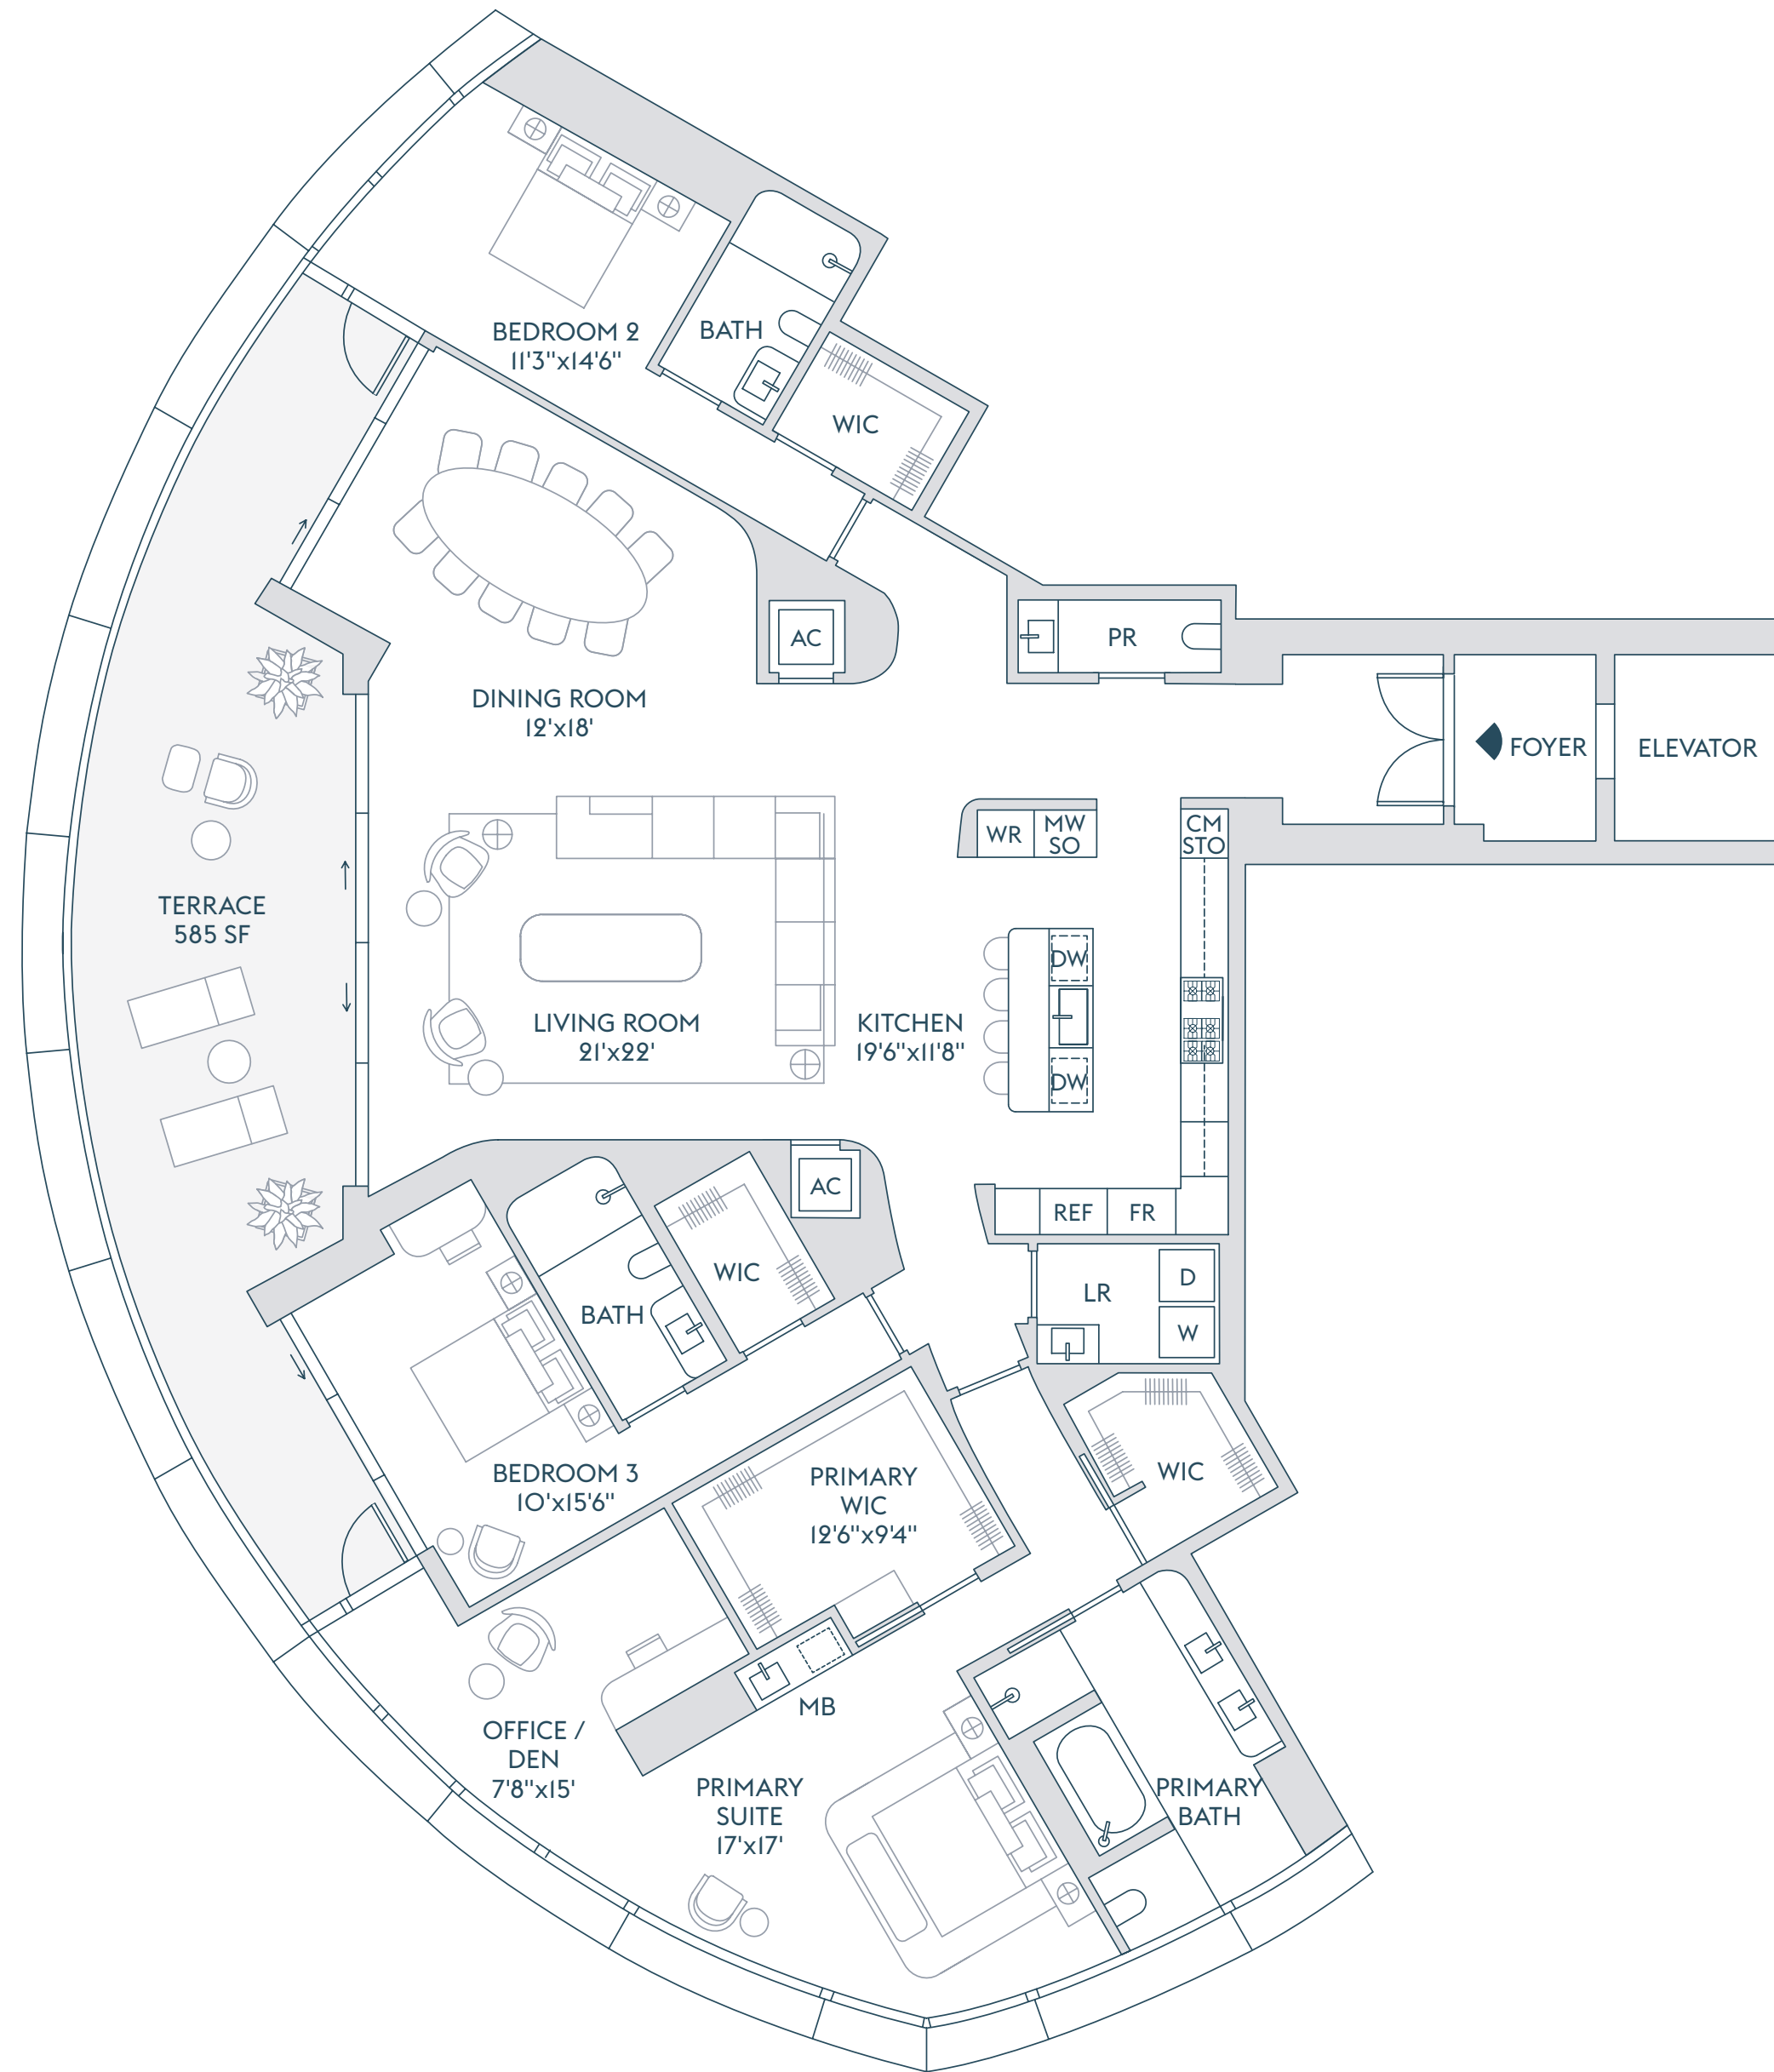 BEDROOM 2
11'3"x14'6"
BATH
WIC
AC
PR
DINING ROOM
12'x18'
FOYER
ELEVATOR
WR
MW
SO
CM
STO
TERRACE
585 SF
DW
LIVING ROOM
21'x22'
KITCHEN
19'6"x11'8"
DW
AC
REF
FR
WIC
LR
D
W
BATH
BEDROOM 3
10'x15'6"
PRIMARY
WIC
12'6"x9'4"
WIC
MB
OFFICE /
DEN
7'8"x15'
PRIMARY
SUITE
17'x17'
PRIMARY
BATH